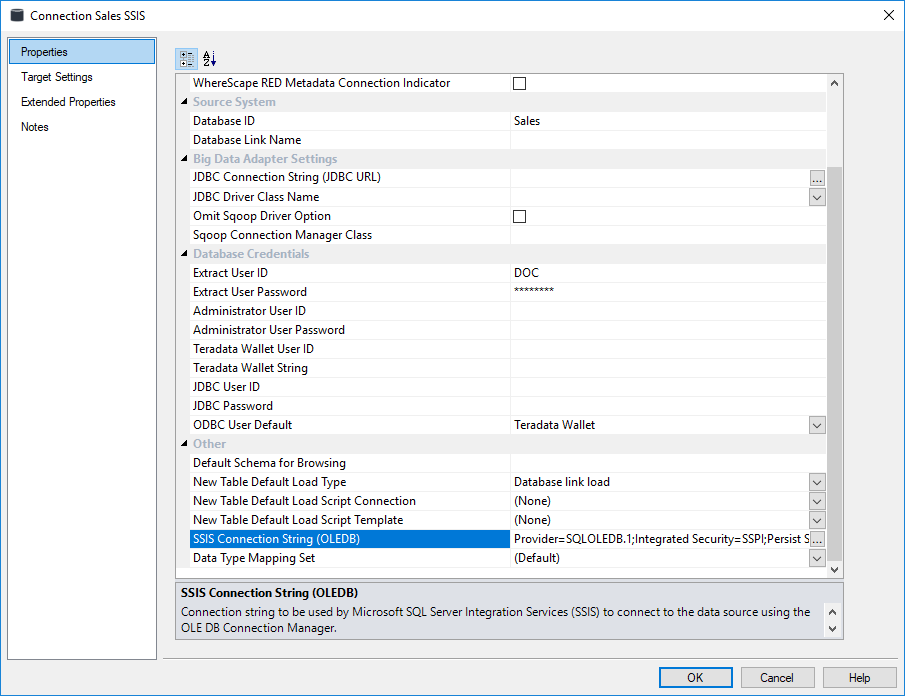 Connection Sales SSIS
Properties
Target Settings
Extended Properties
Notes
WhereScape RED Metadata Connection Indicator
Source System
Database ID Sales
Database Link Name
Big Data Adapter Settings
JDBC Connection String (JDBC URL) ...
JDBC Driver Class Name
Omit Sqoop Driver Option
Sqoop Connection Manager Class
Database Credentials
Extract User ID DOC
Extract User Password ********
Administrator User ID
Administrator User Password
Teradata Wallet User ID
Teradata Wallet String
JDBC User ID
JDBC Password
ODBC User Default Teradata Wallet
Other
Default Schema for Browsing
New Table Default Load Type Database link load
New Table Default Load Script Connection (None)
New Table Default Load Script Template (None)
SSIS Connection String (OLEDB) Provider=SQLOLEDB.1;Integrated Security=SSPI;Persist S ...
Data Type Mapping Set (Default)
SSIS Connection String (OLEDB)
Connection string to be used by Microsoft SQL Server Integration Services (SSIS) to connect to the data source using the
OLE DB Connection Manager.
OK Cancel Help